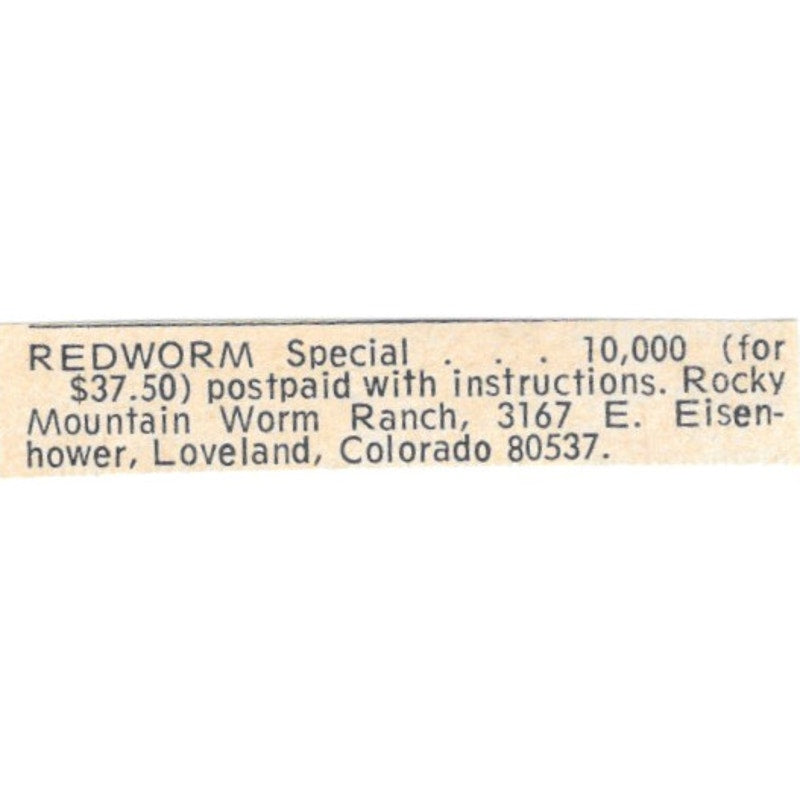 REDWORM Special . . . 10,000 (for
$37.50) postpaid with instructions. Rocky
Mountain Worm Ranch, 3167 E. Eisen-
hower, Loveland, Colorado 80537.